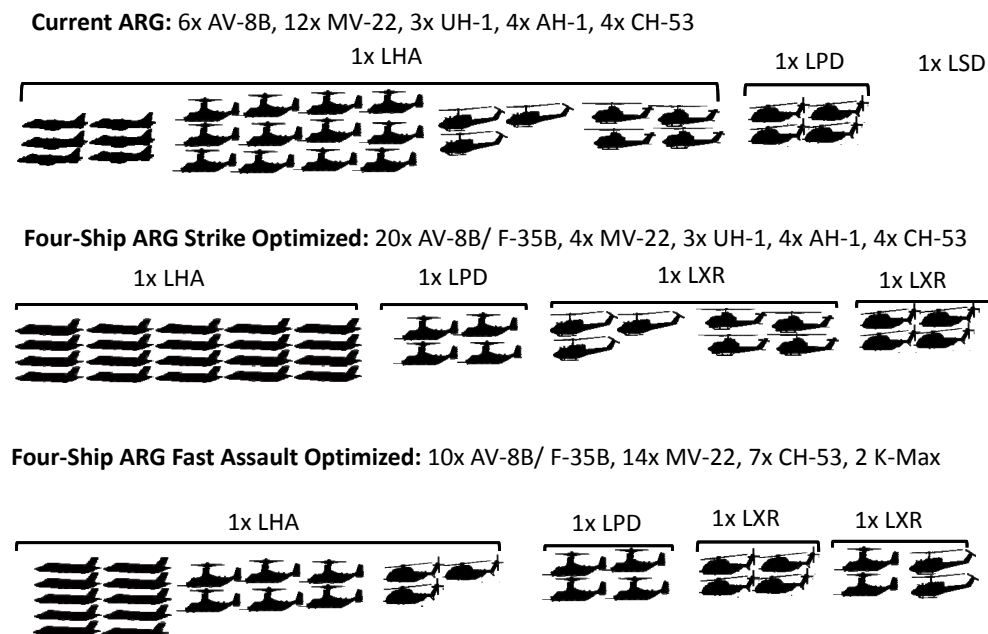 Current ARG: 6x AV-8B, 12x MV-22, 3x UH-1, 4x AH-1, 4x CH-53
1x LHA
1x LPD
1x LSD
Four-Ship ARG Strike Optimized: 20x AV-8B/ F-35B, 4x MV-22, 3x UH-1, 4x AH-1, 4x CH-53
1x LHA
1x LPD
1x LXR
1x LXR
Four-Ship ARG Fast Assault Optimized: 10x AV-8B/ F-35B, 14x MV-22, 7x CH-53, 2 K-Max
1x LHA
1x LPD
1x LXR
1x LXR